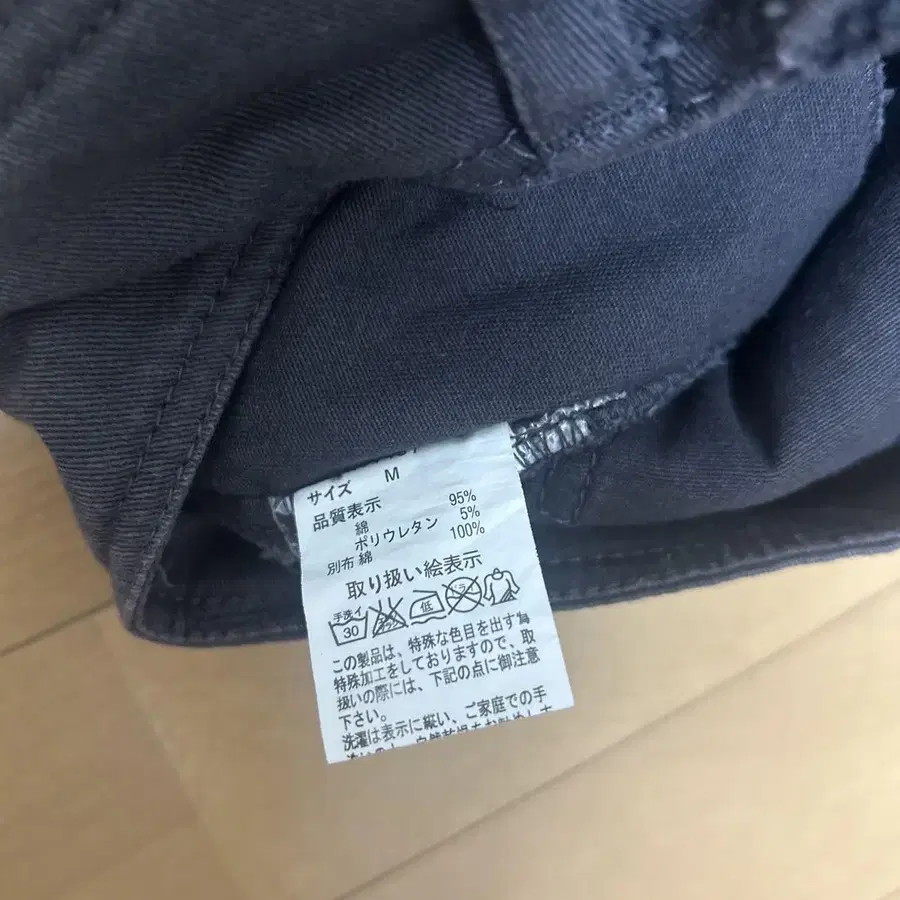 サイズ M
品質表示
綿 95%
ポリウレタン 5%
別布 綿 100%
取り扱い絵表示
手洗イ 30 低
この製品は、特殊な色目を出す為
特殊加工をしておりますので、取
扱いの際には、下記の点に御注意
下さい。
洗濯は表示に縦い、ご家庭での手